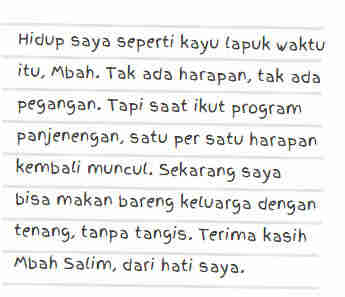 Hidup saya seperti kayu lapuk waktu
itu, Mbah. Tak ada harapan, tak ada
pegangan. Tapi saat ikut program
panjenengan, satu per satu harapan
kembali muncul. Sekarang saya
bisa makan bareng keluarga dengan
tenang, tanpa tangis. Terima kasih
Mbah Salim, dari hati saya.